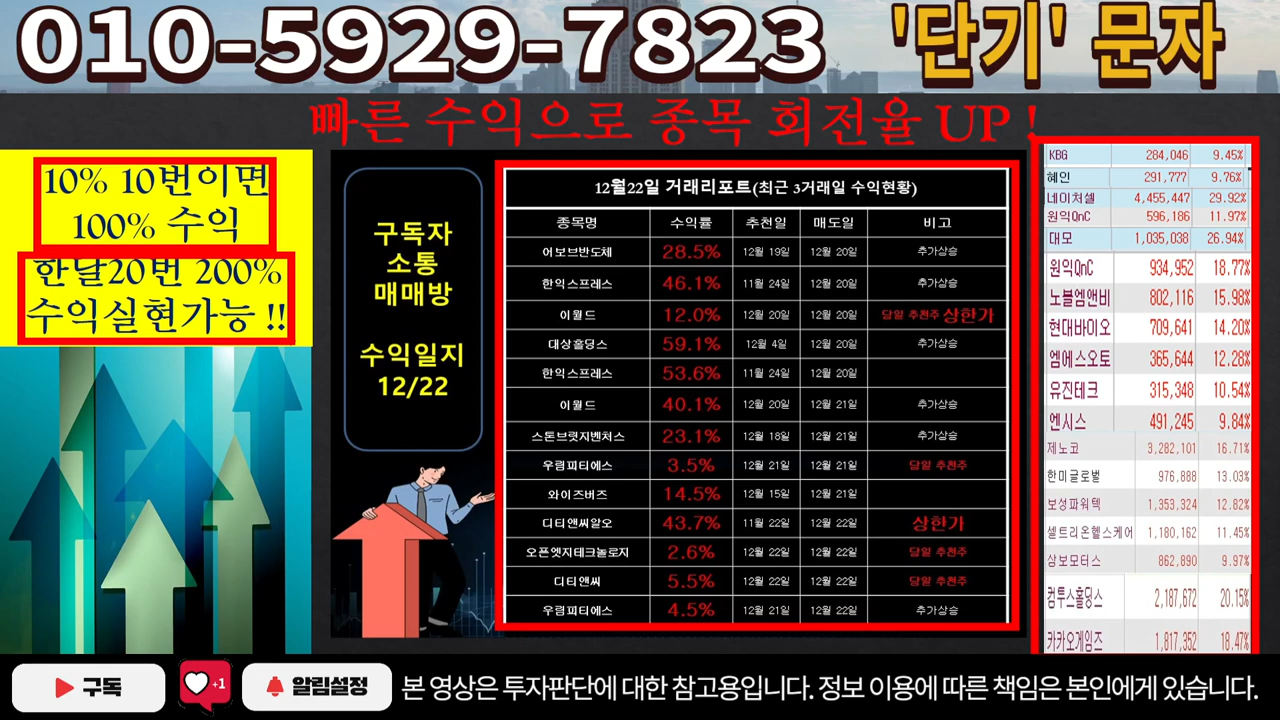 010-5929-7823 '단기' 문자
빠른 수익으로 종목 회전율 UP !
10% 10번이면
100% 수익
한달20번 200%
수익실현가능 !!
구독자
소통
매매방
수익일지
12/22
12월22일 거래리포트(최근 3거래일 수익현황)
종목명 수익률 추천일 매도일 비고
어보브반도체 28.5% 12월 19일 12월 20일 추가상승
한익스프레스 46.1% 11월 24일 12월 20일 추가상승
이월드 12.0% 12월 20일 12월 20일 당일 추천주 상한가
대상홀딩스 59.1% 12월 4일 12월 20일 추가상승
한익스프레스 53.6% 11월 24일 12월 20일
이월드 40.1% 12월 20일 12월 21일 추가상승
스톤브릿지벤처스 23.1% 12월 18일 12월 21일 추가상승
우림피티에스 3.5% 12월 21일 12월 21일 당일 추천주
와이즈버즈 14.5% 12월 15일 12월 21일
디티앤씨알오 43.7% 11월 22일 12월 22일 상한가
오픈엣지테크놀로지 2.6% 12월 22일 12월 22일 당일 추천주
디티앤씨 5.5% 12월 22일 12월 22일 당일 추천주
우림피티에스 4.5% 12월 21일 12월 22일 추가상승
KBG 284,046 9.45%
혜인 291,777 9.76%
네이처셀 4,455,447 29.92%
원익QnC 596,186 11.97%
대모 1,035,038 26.94%
원익QnC 934,952 18.77%
노블엠앤비 802,116 15.98%
현대바이오 709,641 14.20%
엠에스오토 365,644 12.28%
유진테크 315,348 10.54%
엔시스 491,245 9.84%
제노코 3,282,101 16.71%
한미글로벌 976,888 13.03%
보성파워텍 1,353,324 12.82%
셀트리온헬스케어 1,180,162 11.45%
삼보모터스 862,890 9.97%
컴투스홀딩스 2,187,672 20.15%
카카오게임즈 1,817,352 18.47%
구독 +1 알림설정 본 영상은 투자판단에 대한 참고용입니다. 정보 이용에 따른 책임은 본인에게 있습니다.